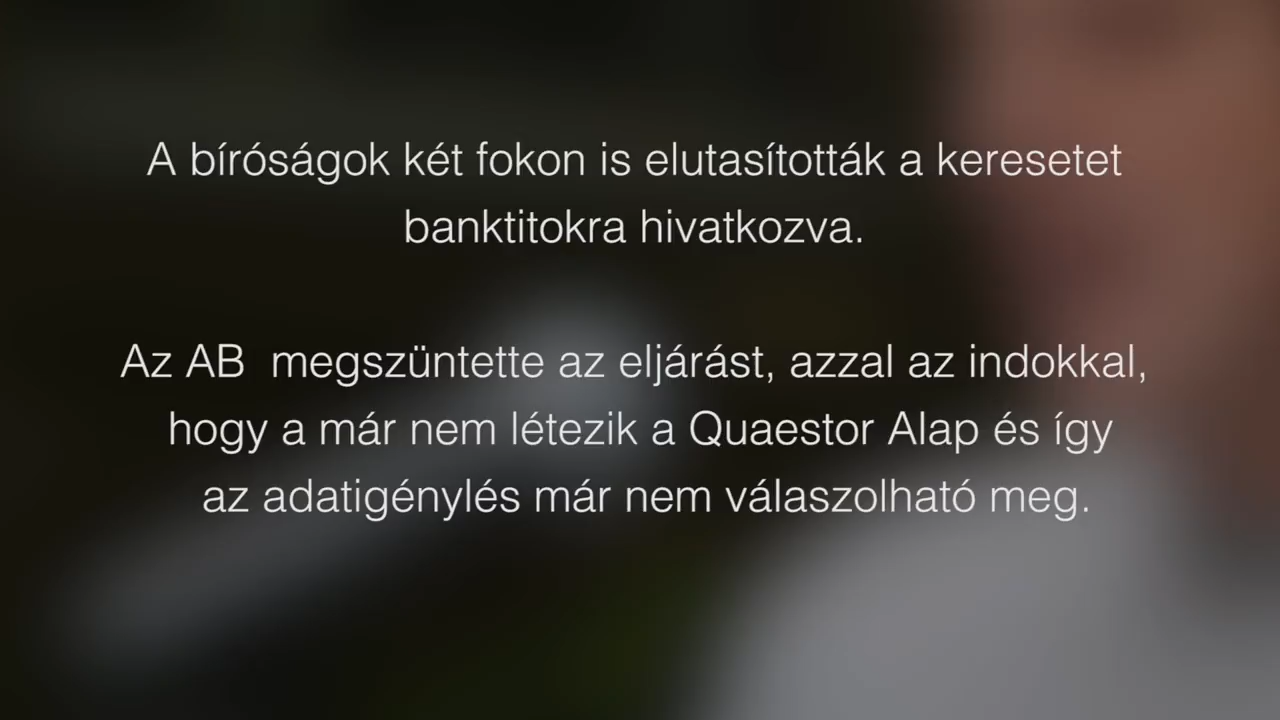 A bíróságok két fokon is elutasították a keresetet
banktitokra hivatkozva.
Az AB  megszüntette az eljárást, azzal az indokkal,
hogy a már nem létezik a Quaestor Alap és így
az adatigénylés már nem válaszolható meg.